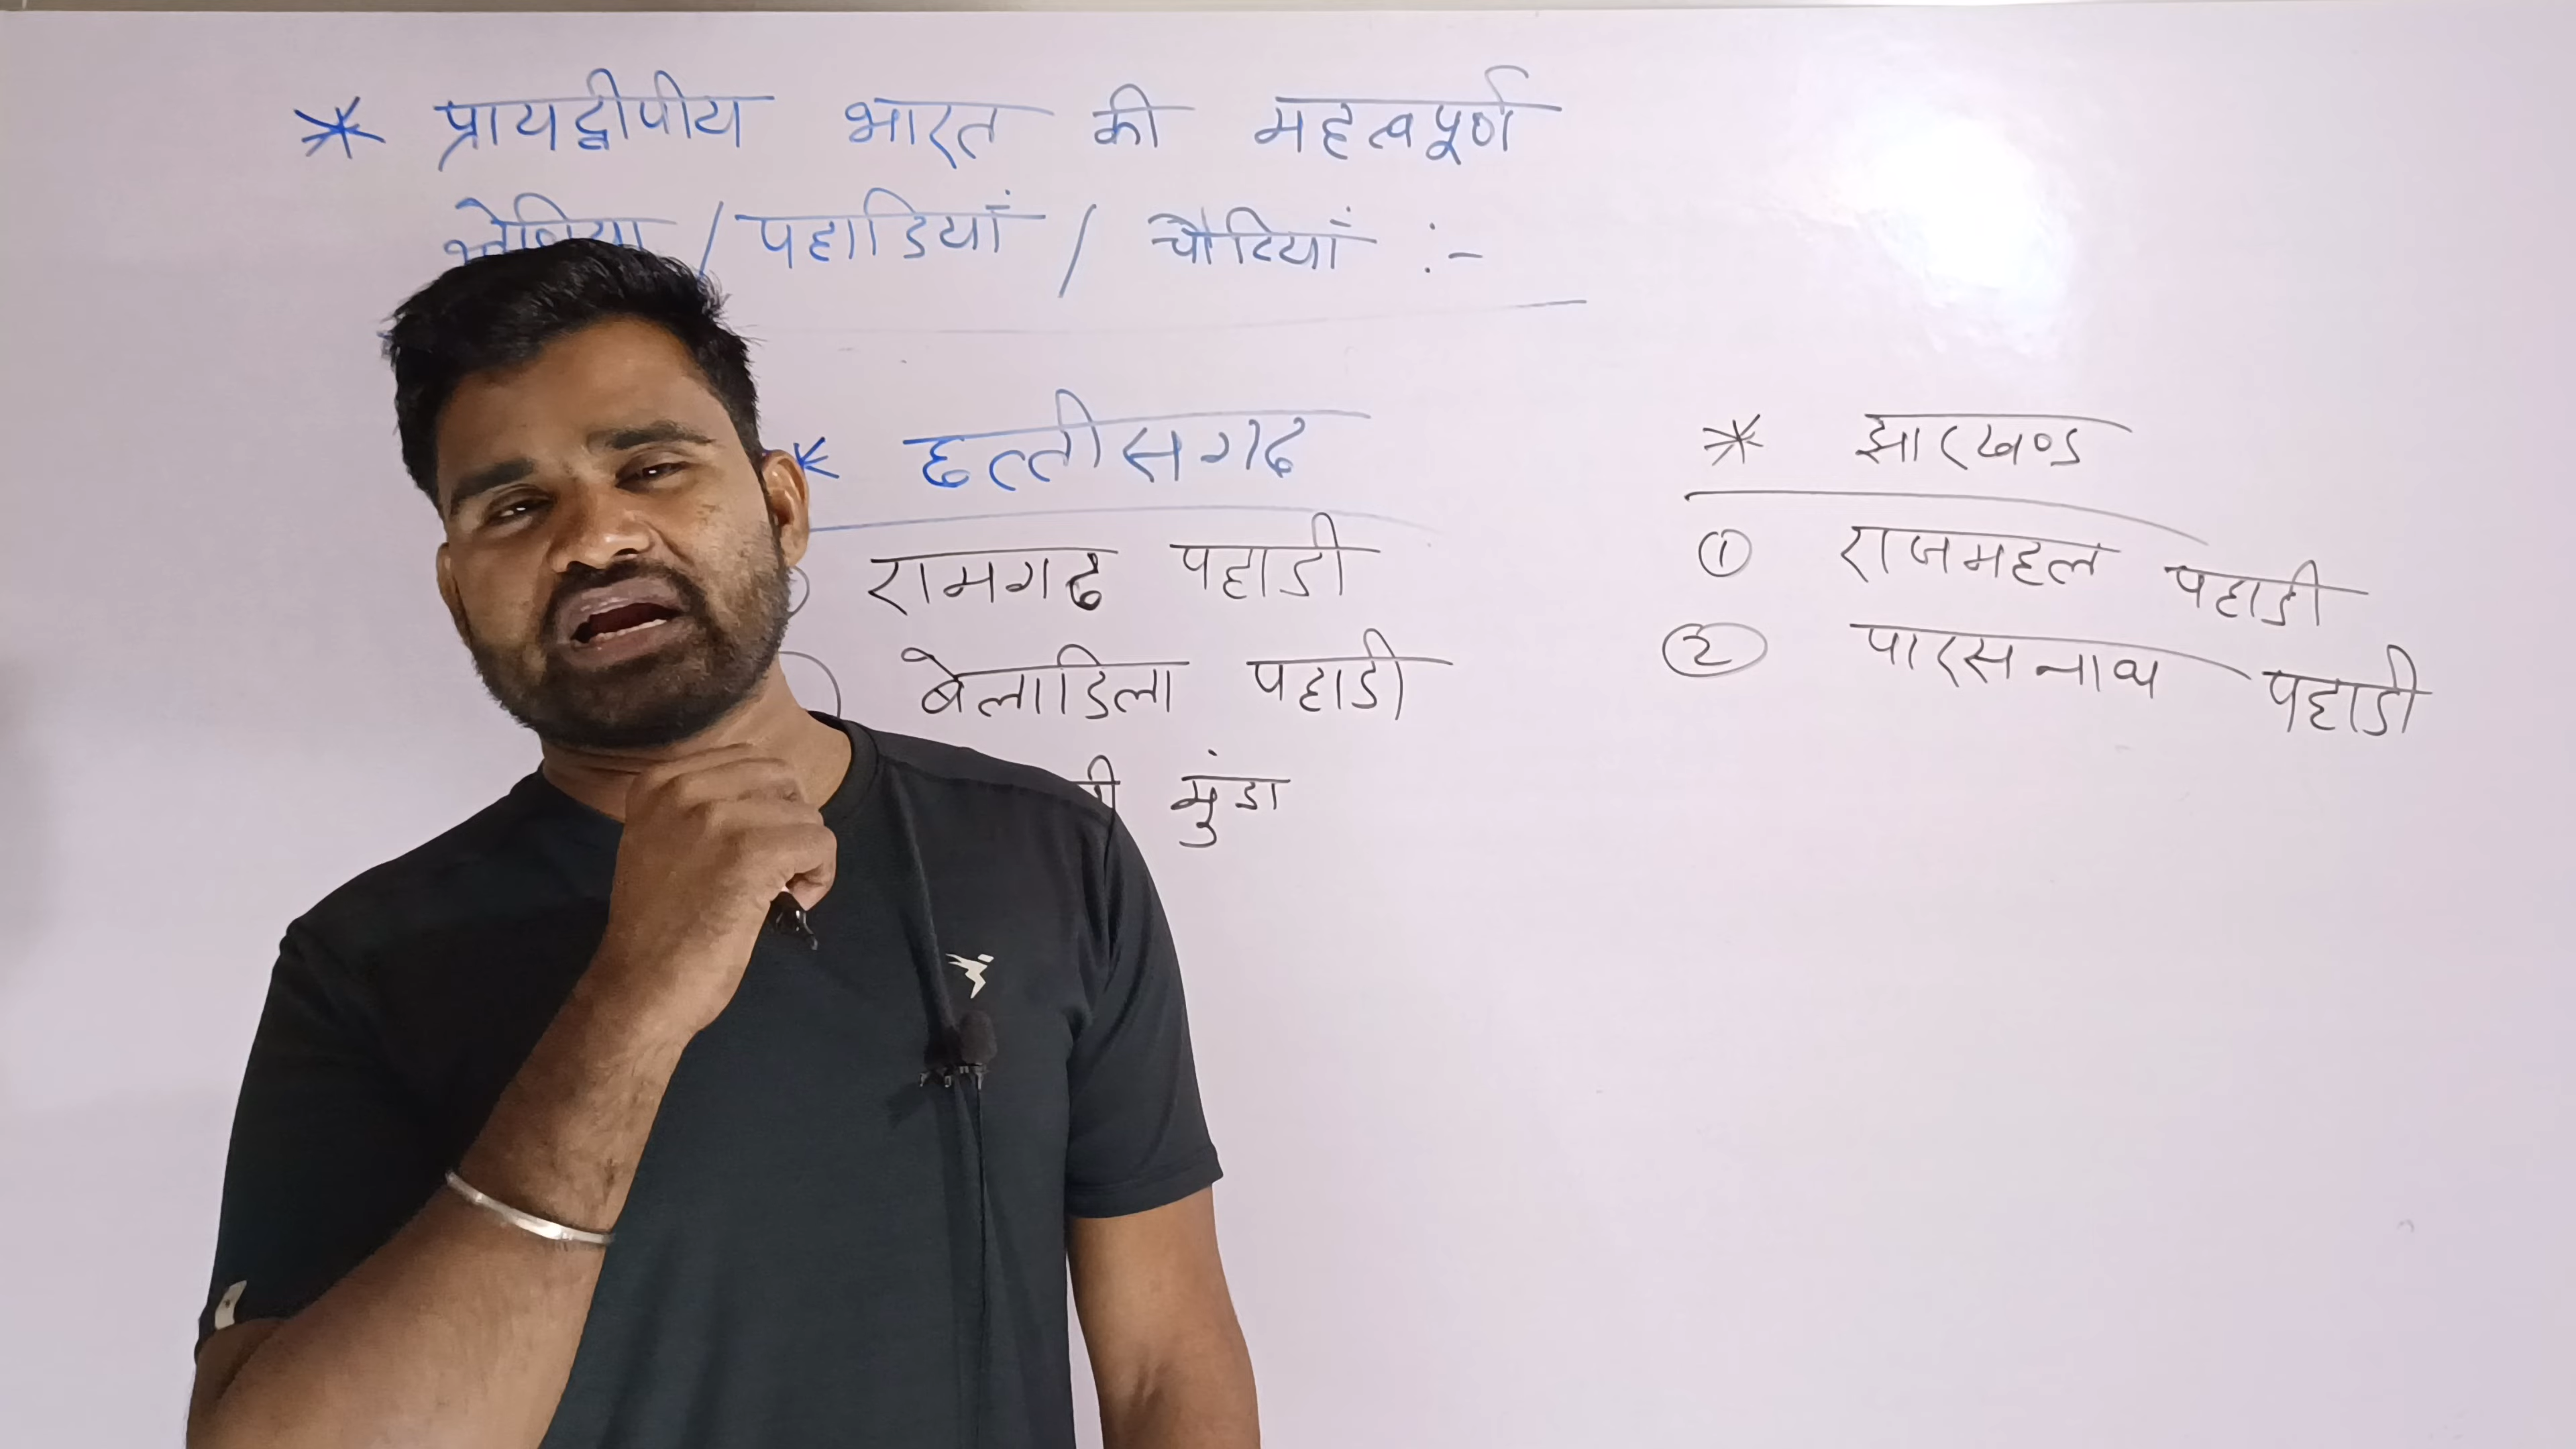 * प्रायद्वीपीय भारत की महत्वपूर्ण
श्रेणियां / पहाडियाँ / चौटियाँ :-
* छत्तीसगढ
रामगढ पहाडी
बेलाडिला पहाडी
मुंडा
* झारखण्ड
① राजमहल पहाडी
② पारसनाथ पहाडी